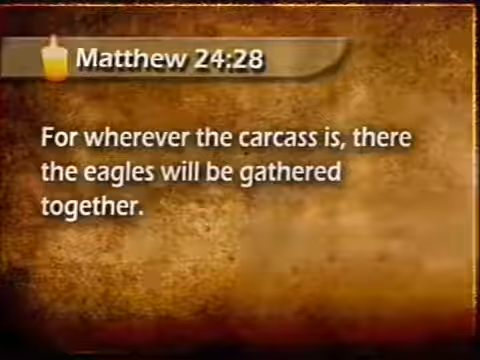 Matthew 24:28
For wherever the carcass is, there
the eagles will be gathered
together.